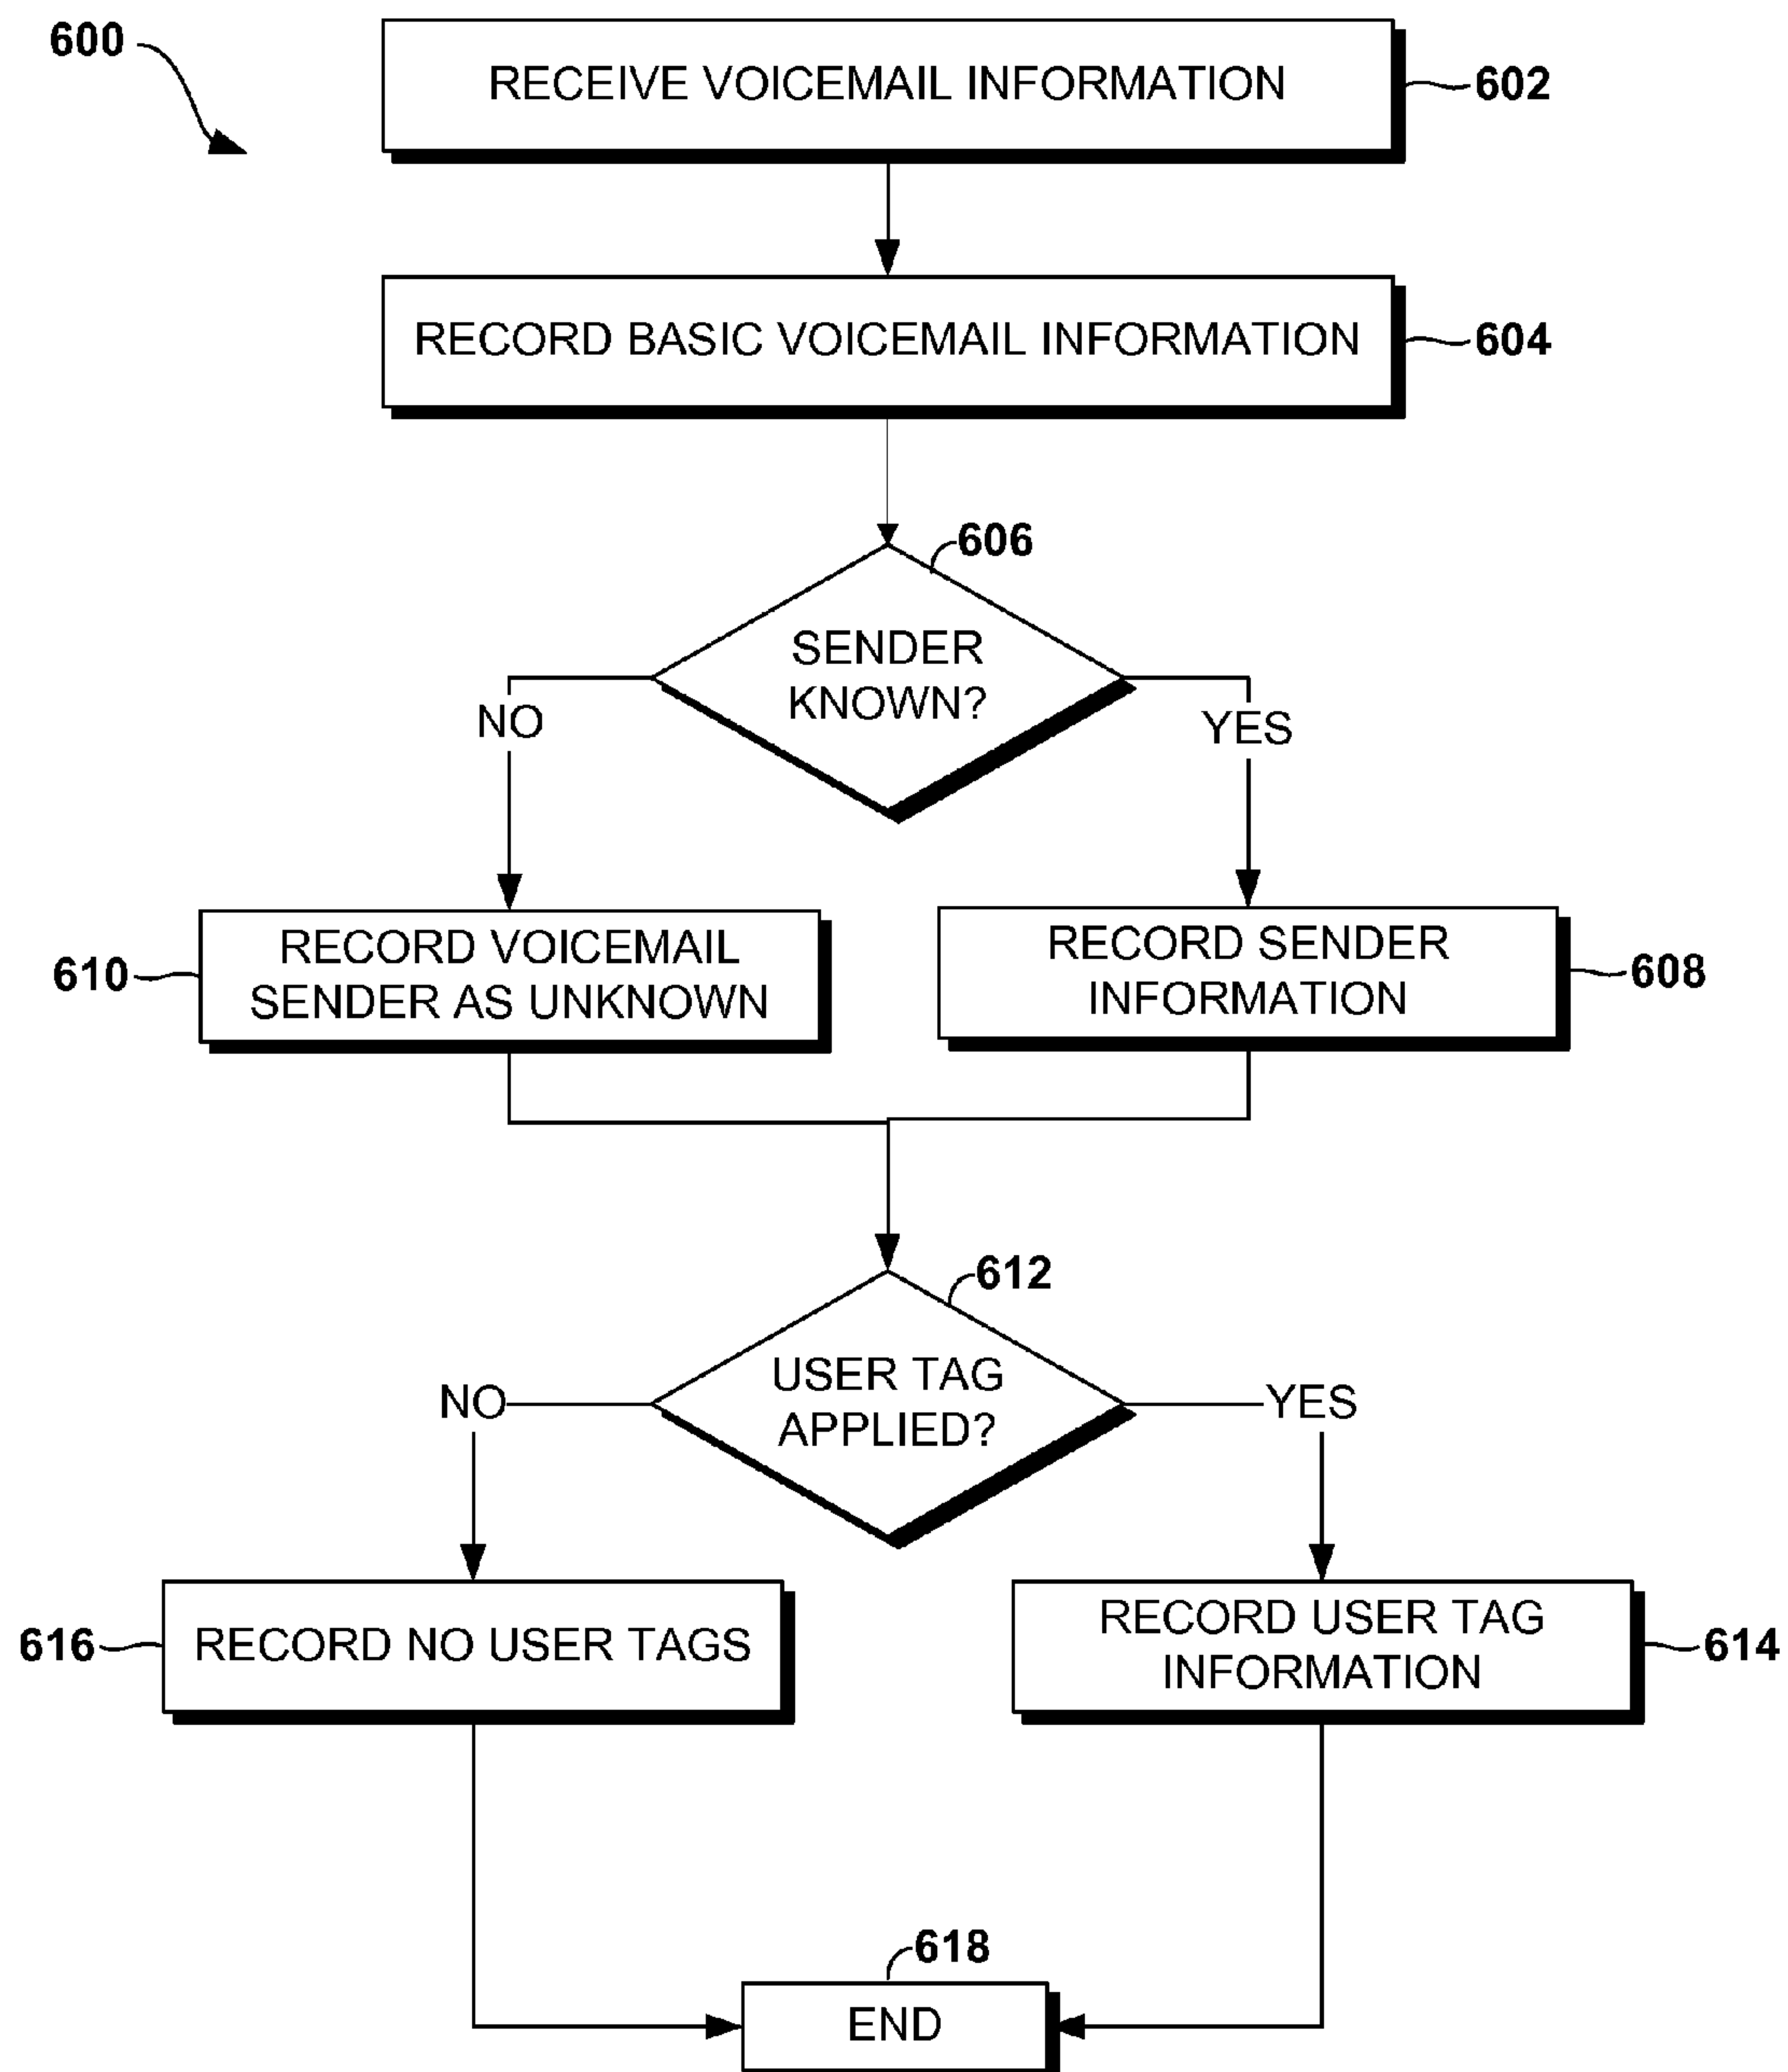 600
RECEIVE VOICEMAIL INFORMATION
602
RECORD BASIC VOICEMAIL INFORMATION
604
606
SENDER
KNOWN?
NO
YES
RECORD VOICEMAIL
SENDER AS UNKNOWN
610
RECORD SENDER
INFORMATION
608
612
USER TAG
APPLIED?
NO
YES
616
RECORD NO USER TAGS
RECORD USER TAG
INFORMATION
614
618
END